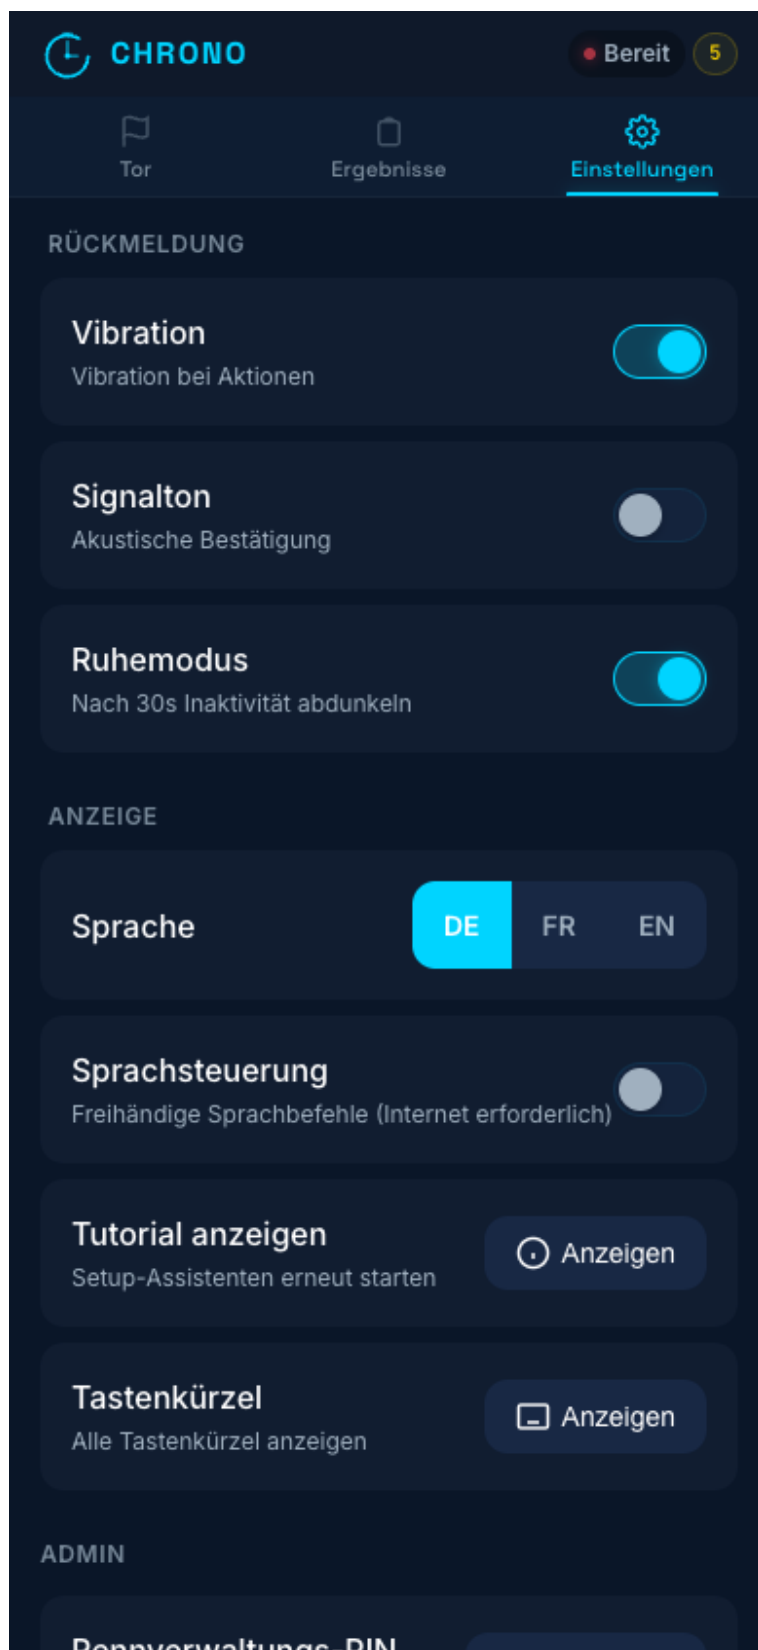 CHRONO
Bereit
5
Tor
Ergebnisse
Einstellungen
RÜCKMELDUNG
Vibration
Vibration bei Aktionen
Signalton
Akustische Bestätigung
Ruhemodus
Nach 30s Inaktivität abdunkeln
ANZEIGE
Sprache
DE
FR
EN
Sprachsteuerung
Freihändige Sprachbefehle (Internet erforderlich)
Tutorial anzeigen
Setup-Assistenten erneut starten
Anzeigen
Tastenkürzel
Alle Tastenkürzel anzeigen
Anzeigen
ADMIN
Rennverwaltungs-PIN